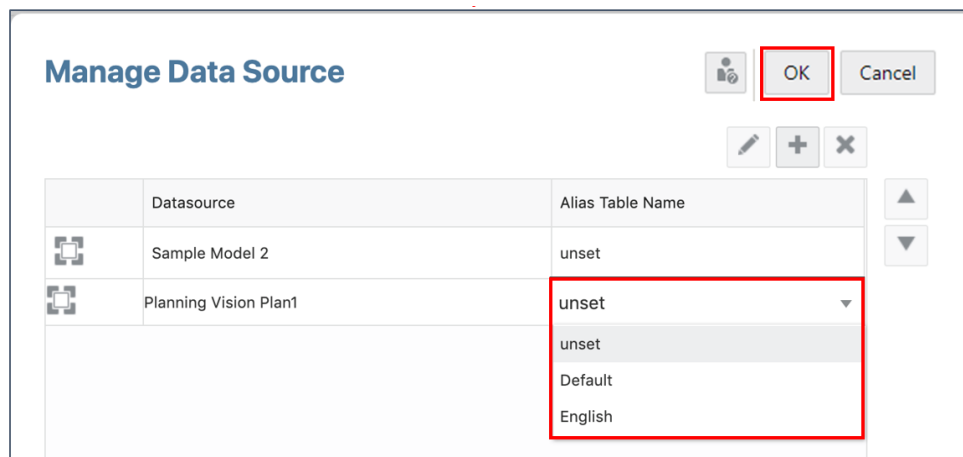 Manage Data Source
OK
Cancel
Datasource
Alias Table Name
Sample Model 2
unset
Planning Vision Plan1
unset
unset
Default
English